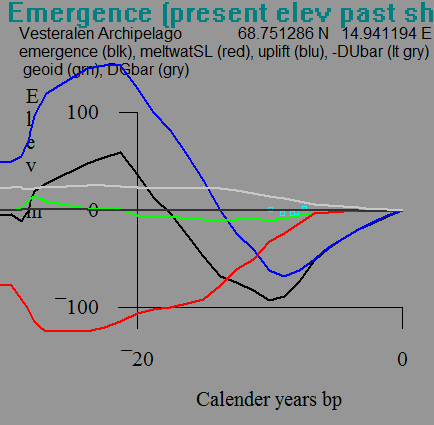 Emergence (present elev past sh
Vesteralen Archipelago 68.751286 N 14.941194 E
emergence (blk), meltwatSL (red), uplift (blu), -DUbar (lt gry)
geoid (grn), DGbar (gry)
Elev m
100
0
‾100
‾20 0
Calender years bp